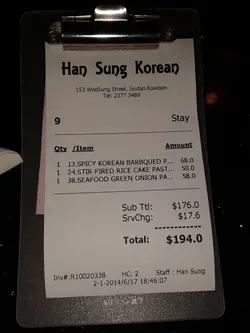 Han Sung Korean
153 WooSung Street, Jordan Kowloon
Tel: 2377 3489
9 Stay
Qty /Item Amount
1 13.SPICY KOREAN BARBQUED P... 68.0
1 24.STIR-FIRED RICE CAKE PAST... 50.0
1 38.SEAFOOD GREEN ONION PA... 58.0
Sub Ttl: $176.0
SrvChg: $17.6
Total: $194.0
Inv#:R10020338 HC: 2 Staff : Han Sung
2-1-2014/6/17 18:46:07